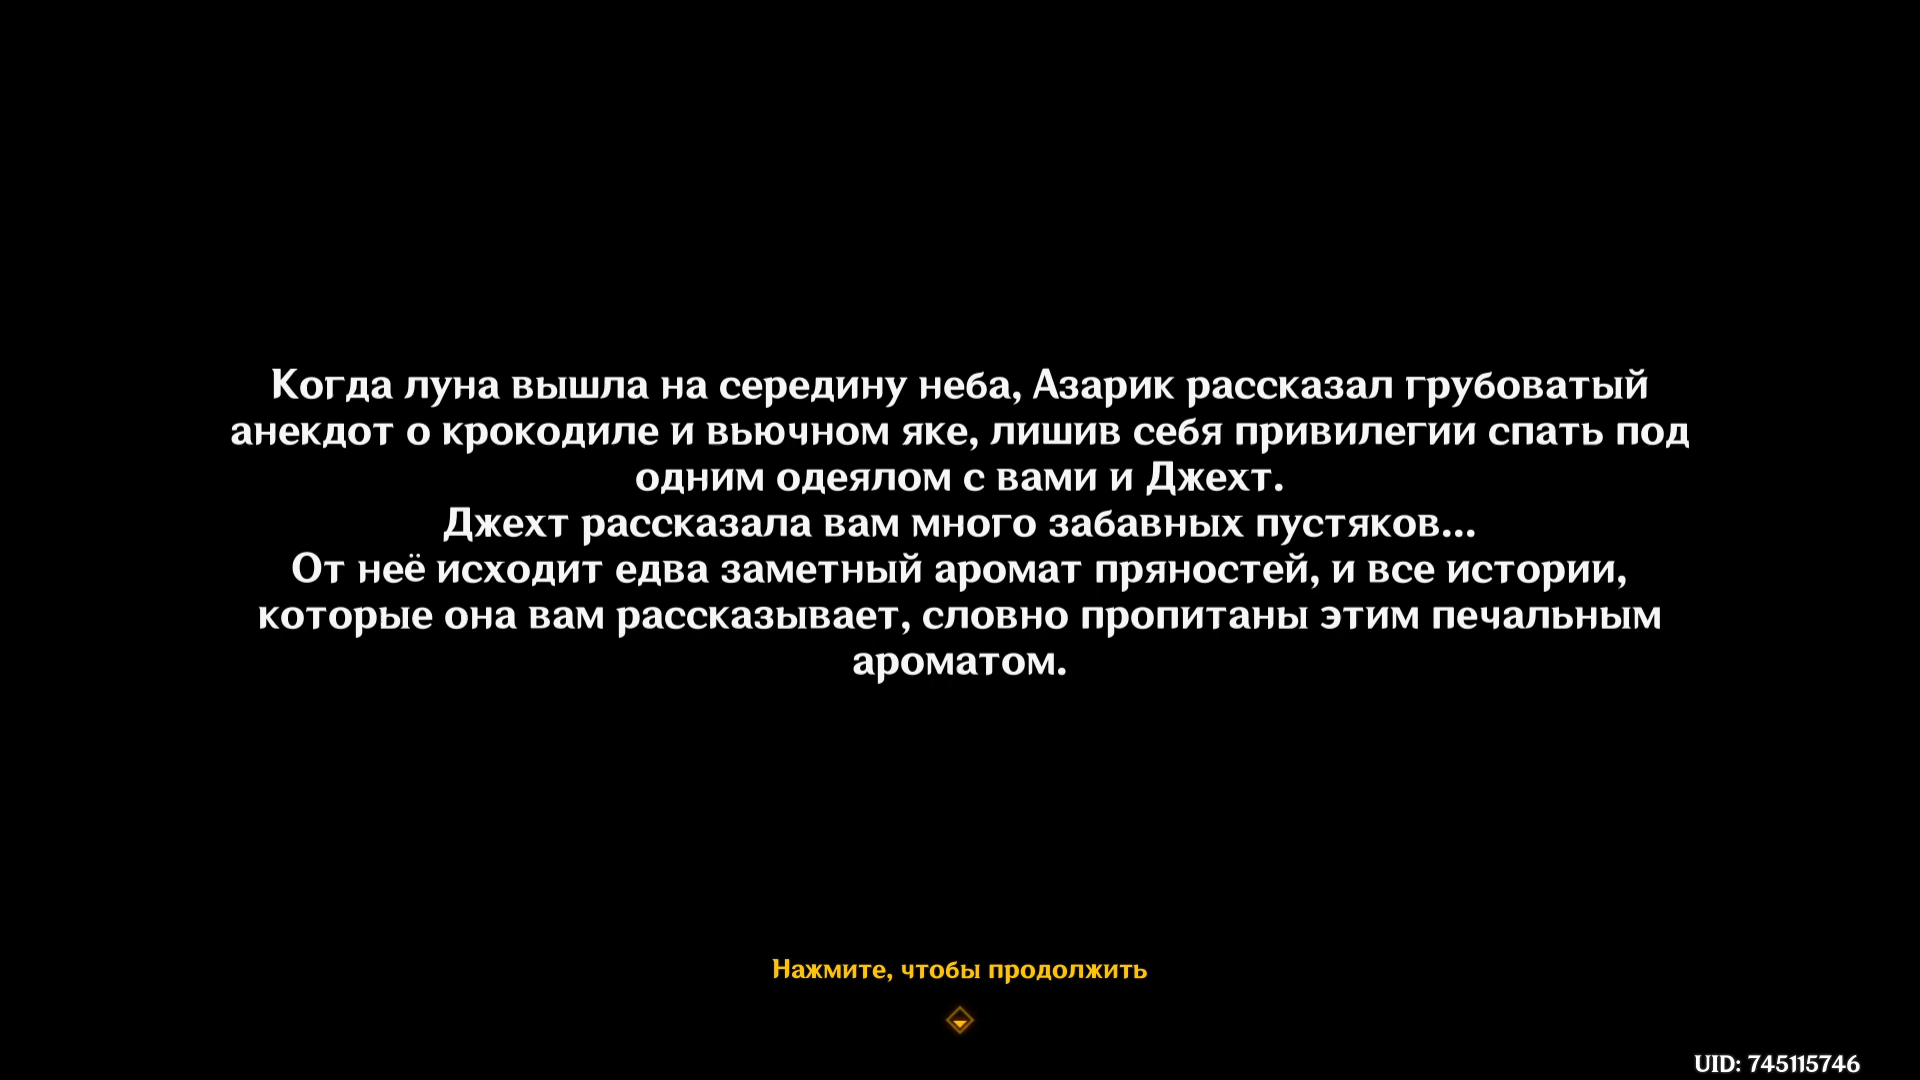 Когда луна вышла на середину неба, Азарик рассказал грубоватый
анекдот о крокодиле и вьючном яке, лишив себя привилегии спать под
одним одеялом с вами и Джехт.
Джехт рассказала вам много забавных пустяков...
От неё исходит едва заметный аромат пряностей, и все истории,
которые она вам рассказывает, словно пропитаны этим печальным
ароматом.
Нажмите, чтобы продолжить
UID: 745115746